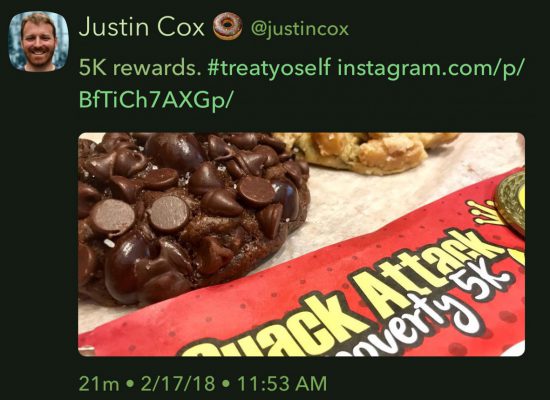 Justin Cox @justincox
5K rewards. #treatyoself instagram.com/p/
BfTiCh7AXGp/
Quack Attack
overty 5K
21m • 2/17/18 • 11:53 AM